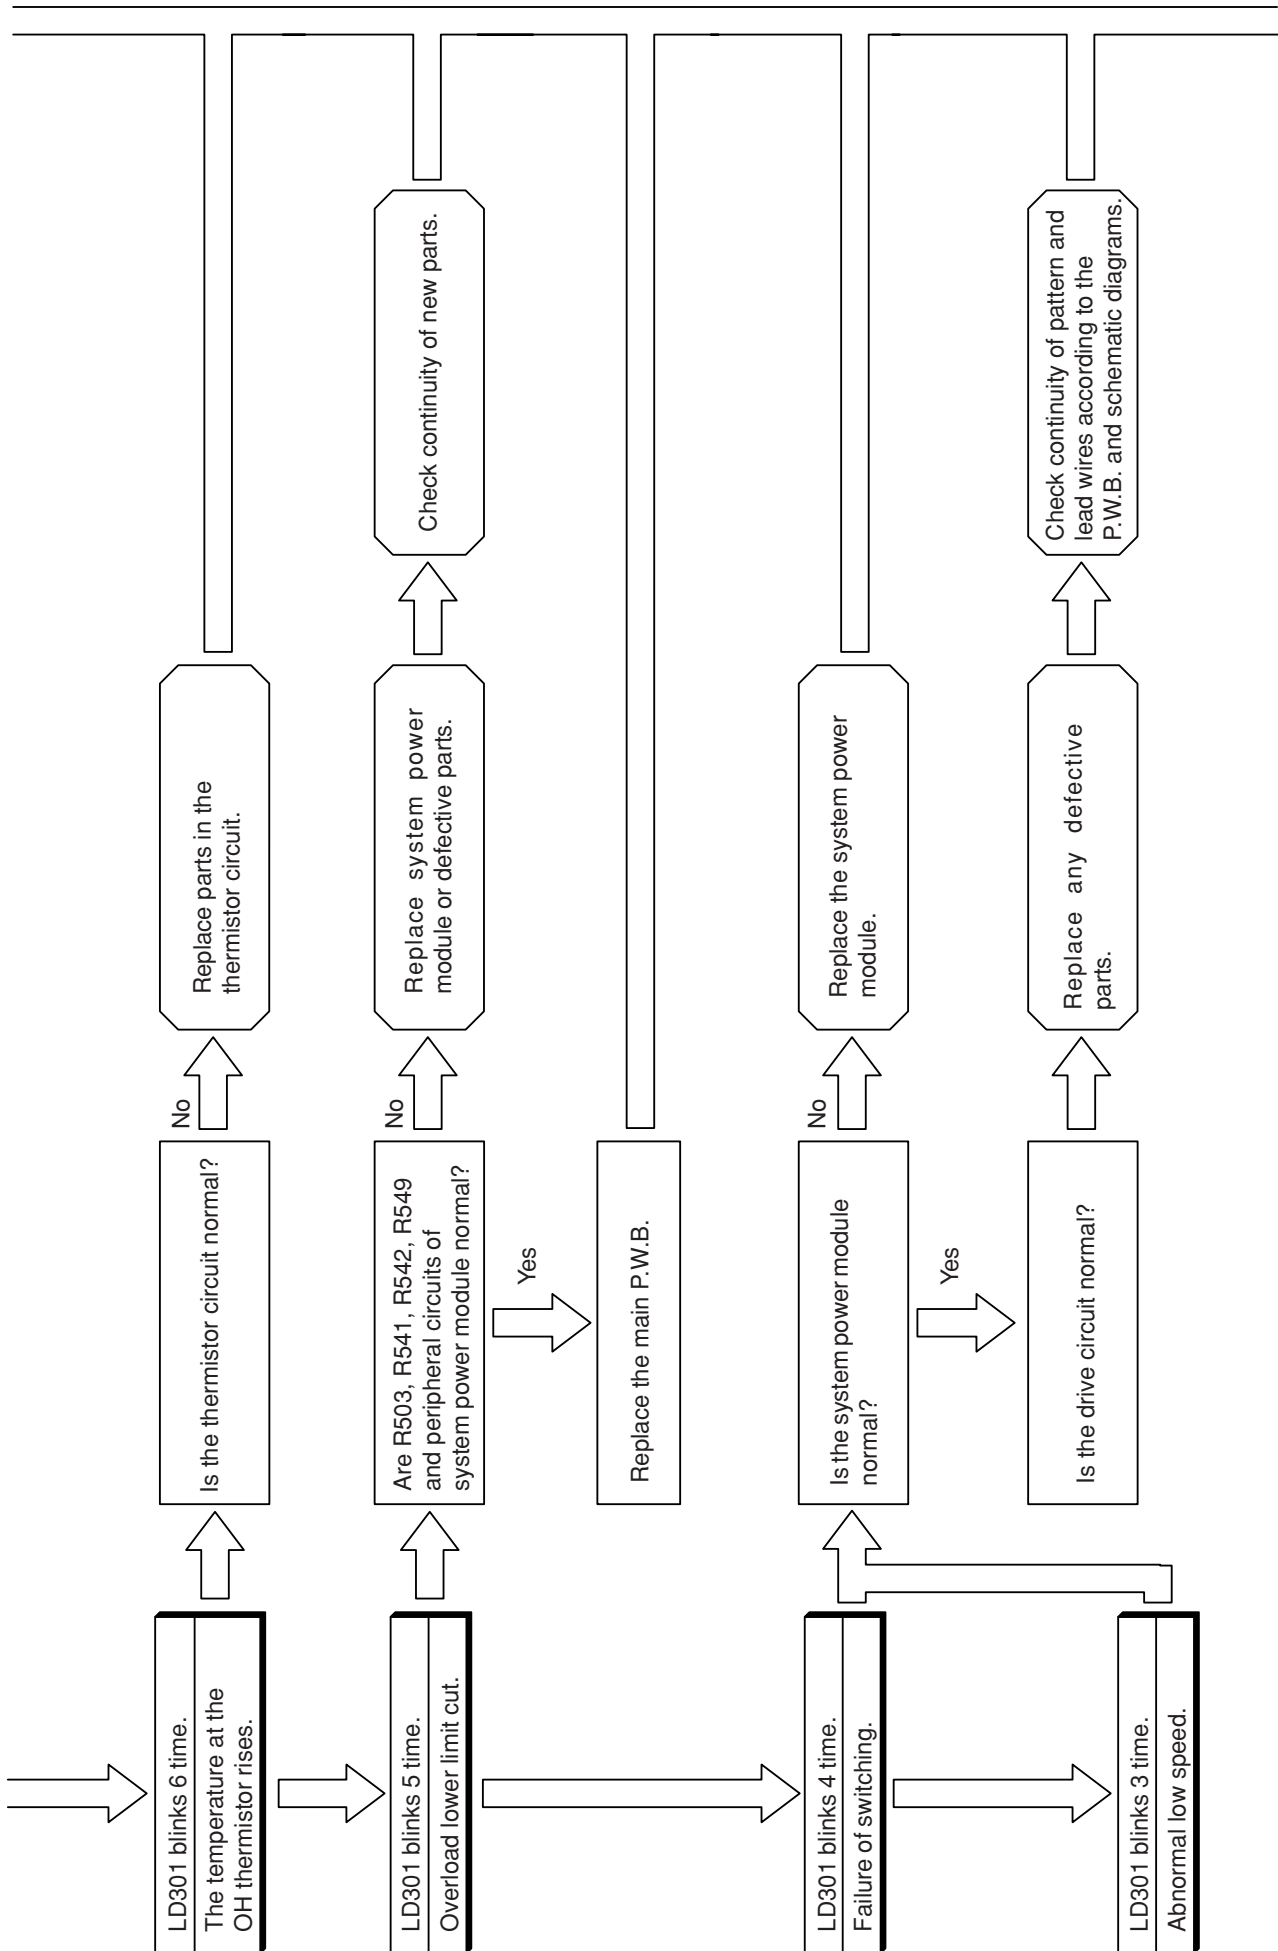 LD301 blinks 6 time.
The temperature at the
OH thermistor rises.
Is the thermistor circuit normal?
No
Replace parts in the
thermistor circuit.
LD301 blinks 5 time.
Overload lower limit cut.
Are R503, R541, R542, R549
and peripheral circuits of
system power module normal?
No
Replace system power
module or defective parts.
Check continuity of new parts.
Yes
Replace the main P.W.B.
LD301 blinks 4 time.
Failure of switching.
Is the system power module
normal?
No
Replace the system power
module.
Yes
LD301 blinks 3 time.
Abnormal low speed.
Is the drive circuit normal?
Replace any defective
parts.
Check continuity of pattern and
lead wires according to the
P.W.B. and schematic diagrams.